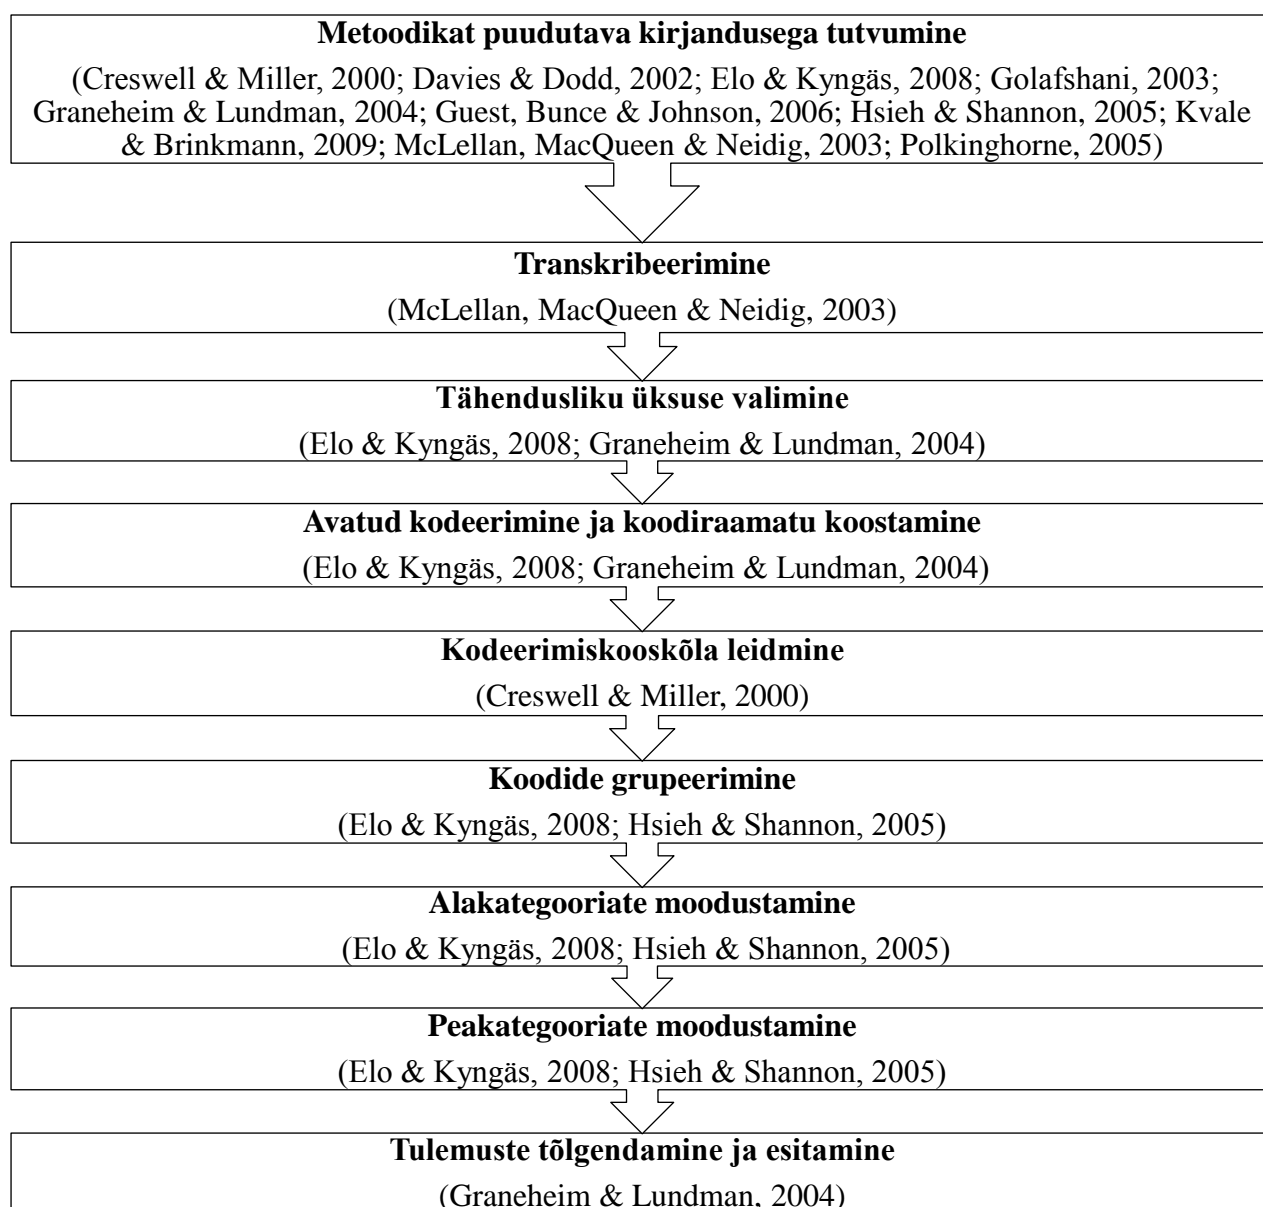 Metoodikat puudutava kirjandusega tutvumine
(Creswell & Miller, 2000; Davies & Dodd, 2002; Elo & Kyngäs, 2008; Golafshani, 2003;
Graneheim & Lundman, 2004; Guest, Bunce & Johnson, 2006; Hsieh & Shannon, 2005; Kvale
& Brinkmann, 2009; McLellan, MacQueen & Neidig, 2003; Polkinghorne, 2005)
Transkribeerimine
(McLellan, MacQueen & Neidig, 2003)
Tähendusliku üksuse valimine
(Elo & Kyngäs, 2008; Graneheim & Lundman, 2004)
Avatud kodeerimine ja koodiraamatu koostamine
(Elo & Kyngäs, 2008; Graneheim & Lundman, 2004)
Kodeerimiskooskõla leidmine
(Creswell & Miller, 2000)
Koodide grupeerimine
(Elo & Kyngäs, 2008; Hsieh & Shannon, 2005)
Alakategooriate moodustamine
(Elo & Kyngäs, 2008; Hsieh & Shannon, 2005)
Peakategooriate moodustamine
(Elo & Kyngäs, 2008; Hsieh & Shannon, 2005)
Tulemuste tõlgendamine ja esitamine
(Graneheim & Lundman, 2004)